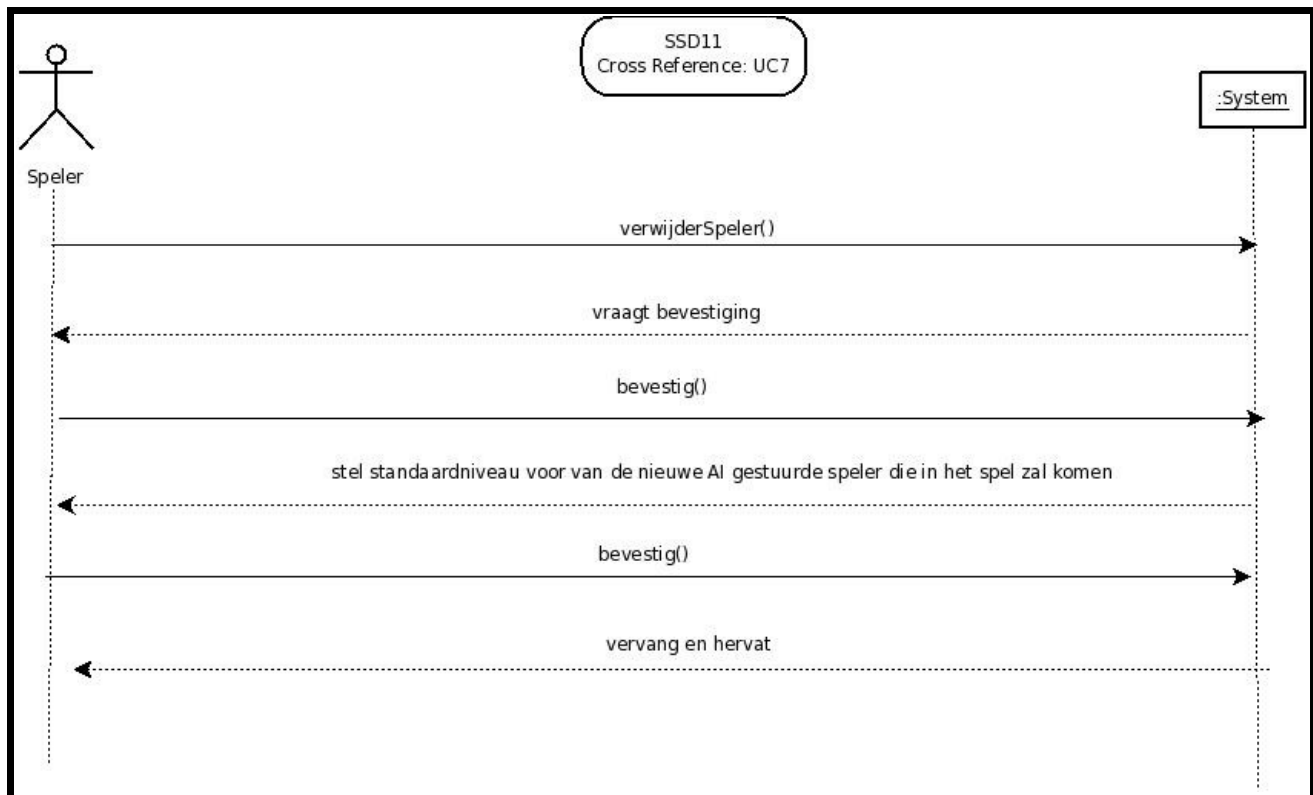 SSD11
Cross Reference: UC7
:System
Speler
verwijderSpeler()
vraagt bevestiging
bevestig()
stel standaardniveau voor van de nieuwe AI gestuurde speler die in het spel zal komen
bevestig()
vervang en hervat